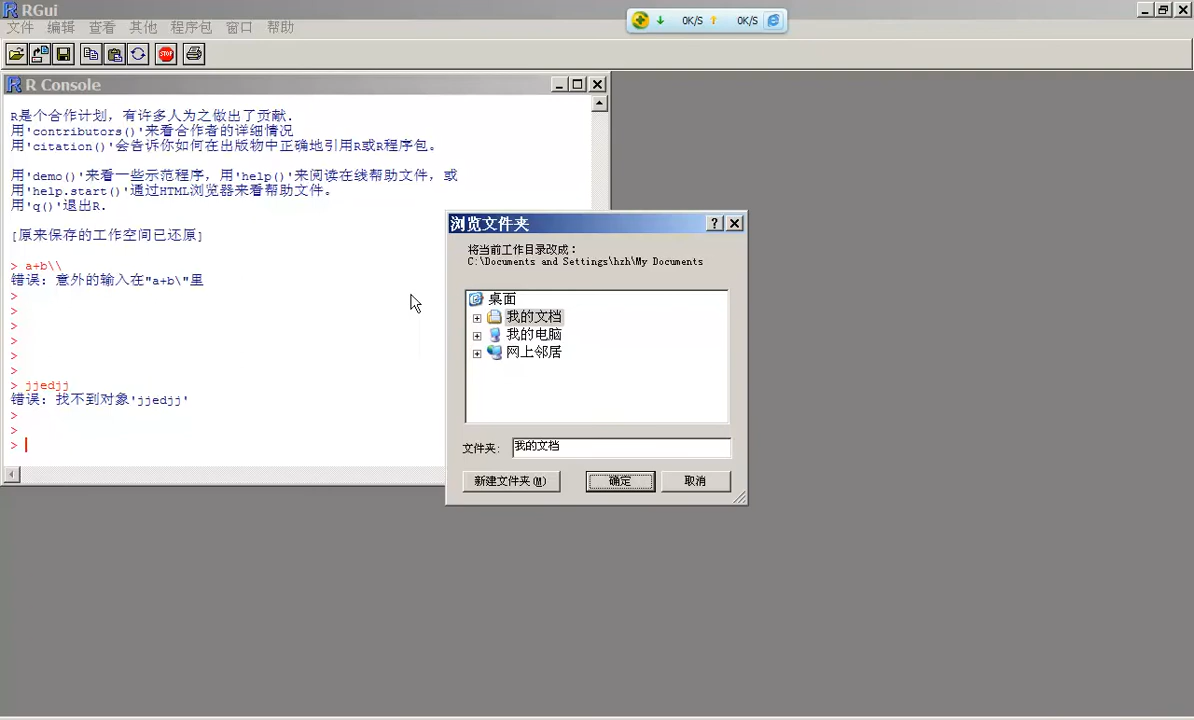 RGui
文件 编辑 查看 其他 程序包 窗口 帮助
0K/S 0K/S
STOP
R Console
R是个合作计划，有许多人为之做出了贡献.
用'contributors()'来看合作者的详细情况
用'citation()'会告诉你如何在出版物中正确地引用R或R程序包。
用'demo()'来看一些示范程序，用'help()'来阅读在线帮助文件，或
用'help.start()'通过HTML浏览器来看帮助文件。
用'q()'退出R.
[原来保存的工作空间已还原]
> a+b\\
错误: 意外的输入在"a+b\"里
>
>
>
>
>
>
> jjedjj
错误: 找不到对象'jjedjj'
>
>
>
浏览文件夹
将当前工作目录改成：
C:\Documents and Settings\hzh\My Documents
桌面
我的文档
我的电脑
网上邻居
文件夹: 我的文档
新建文件夹(M) 确定 取消